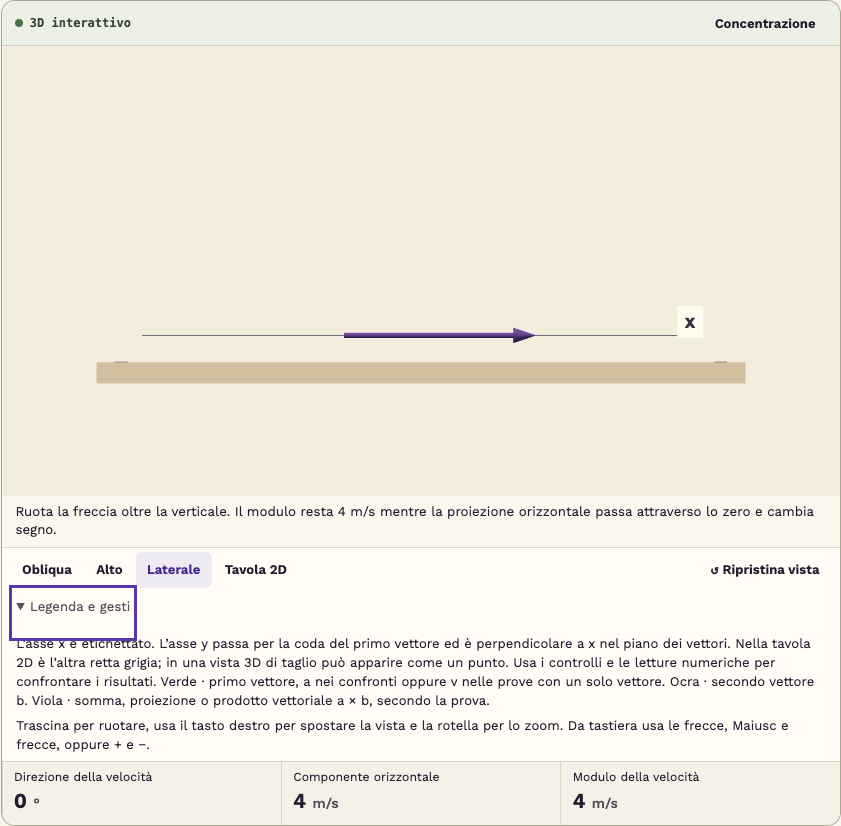 3D interattivo
Concentrazione
X
Ruota la freccia oltre la verticale. Il modulo resta 4 m/s mentre la proiezione orizzontale passa attraverso lo zero e cambia
segno.
Obliqua Alto Laterale Tavola 2D ↺ Ripristina vista
▼ Legenda e gesti
L’asse x è etichettato. L’asse y passa per la coda del primo vettore ed è perpendicolare a x nel piano dei vettori. Nella tavola
2D è l’altra retta grigia; in una vista 3D di taglio può apparire come un punto. Usa i controlli e le letture numeriche per
confrontare i risultati. Verde · primo vettore, a nei confronti oppure v nelle prove con un solo vettore. Ocra · secondo vettore
b. Viola · somma, proiezione o prodotto vettoriale a × b, secondo la prova.
Trascina per ruotare, usa il tasto destro per spostare la vista e la rotella per lo zoom. Da tastiera usa le frecce, Maiusc e
frecce, oppure + e −.
Direzione della velocità
0 °
Componente orizzontale
4 m/s
Modulo della velocità
4 m/s